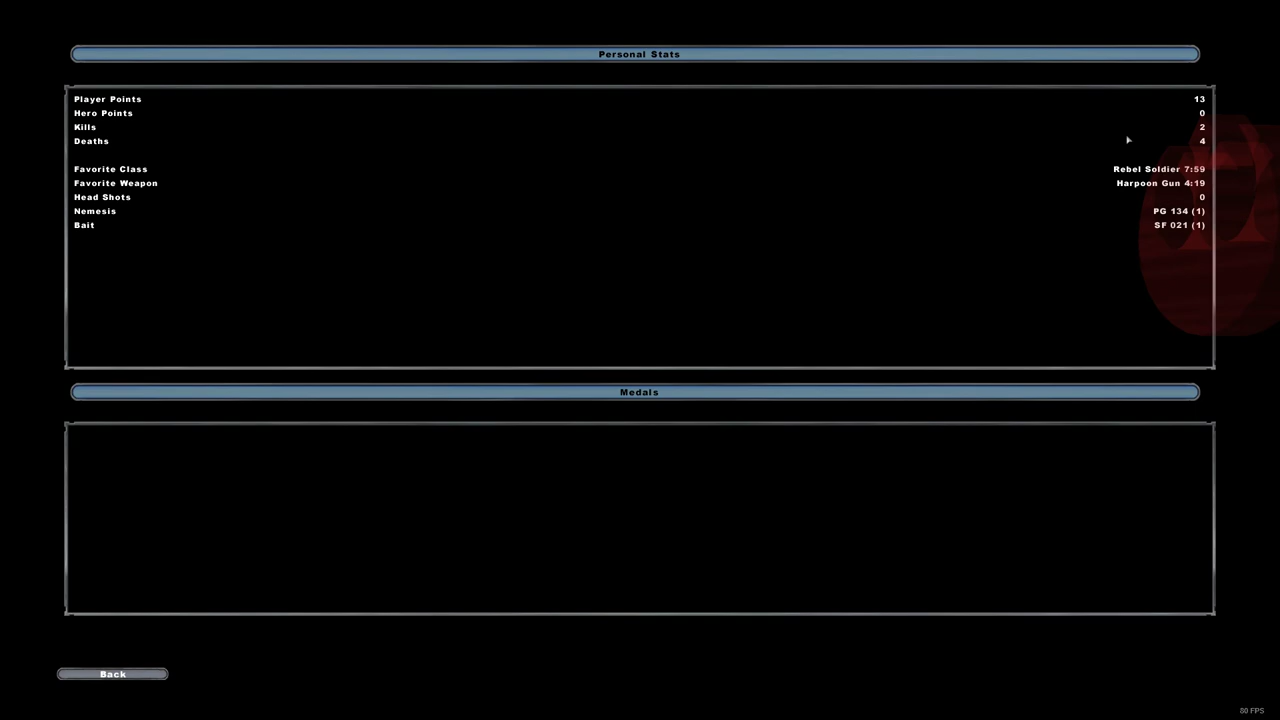 Personal Stats
Player Points 13
Hero Points 0
Kills 2
Deaths 4
Favorite Class Rebel Soldier 7:59
Favorite Weapon Harpoon Gun 4:19
Head Shots 0
Nemesis PG 134 (1)
Bait SF 021 (1)
Medals
Back
80 FPS